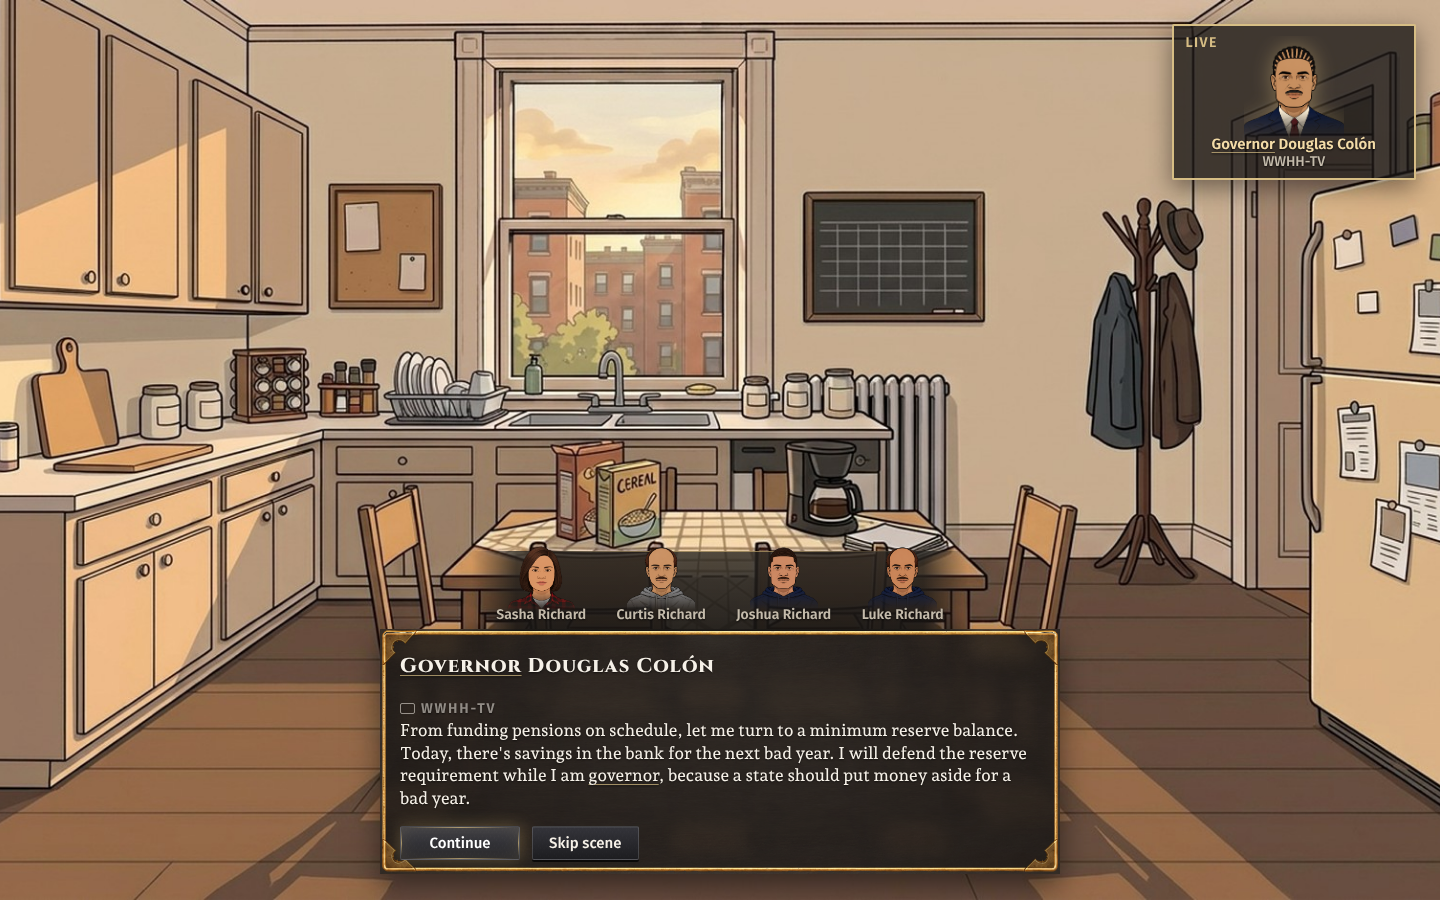 LIVE
Governor Douglas Colón
WWHH-TV
CEREAL
Sasha Richard
Curtis Richard
Joshua Richard
Luke Richard
Governor Douglas Colón
WWHH-TV
From funding pensions on schedule, let me turn to a minimum reserve balance.
Today, there's savings in the bank for the next bad year. I will defend the reserve
requirement while I am governor, because a state should put money aside for a
bad year.
Continue
Skip scene